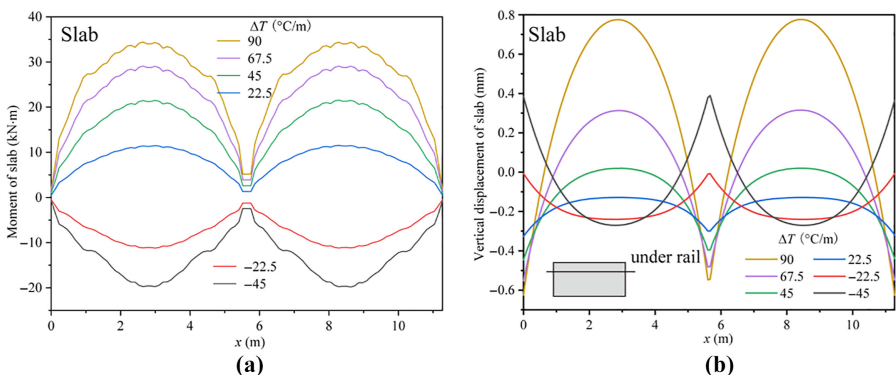 (a)
Slab
ΔT (°C/m)
90
67.5
45
22.5
−22.5
−45
Moment of slab (kN·m)
40
30
20
10
0
−10
−20
0 2 4 6 8 10
x (m)
(a)
(b)
Slab
Vertical displacement of slab (mm)
0.8
0.6
0.4
0.2
0.0
−0.2
−0.4
−0.6
under rail
ΔT (°C/m)
90 22.5
67.5 −22.5
45 −45
0 2 4 6 8 10
x (m)
(b)